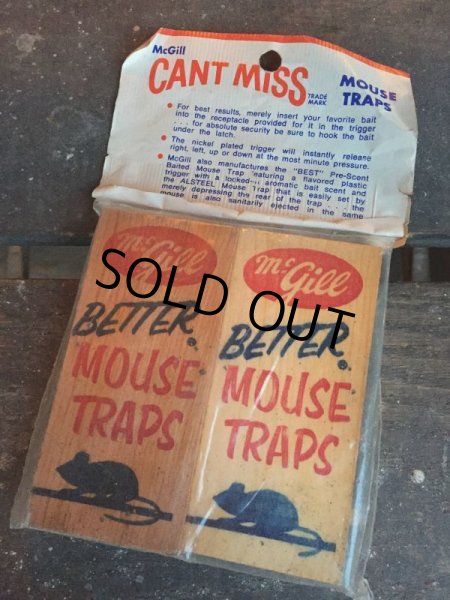 McGill
CANT MISS
TRADE
MARK
MOUSE
TRAPS
• For best results, merely insert your favorite bait
into the receptacle provided for it in the trigger
. . . for absolute security be sure to hook the bait
under the latch.
• The nickel plated trigger will instantly release
right, left, up or down at the most minute pressure.
• McGill also manufactures the "BEST" Pre-Scent
Baited Mouse Trap featuring a flavored plastic
trigger with a locked-in aromatic bait scent and
the ALSTEEL Mouse Trap that is easily set by
merely depressing the rear of the trap . . . the
mouse is also sanitarily ejected in the same
McGill
BETTER
MOUSE
TRAPS
McGill
BETTER
MOUSE
TRAPS
SOLD OUT